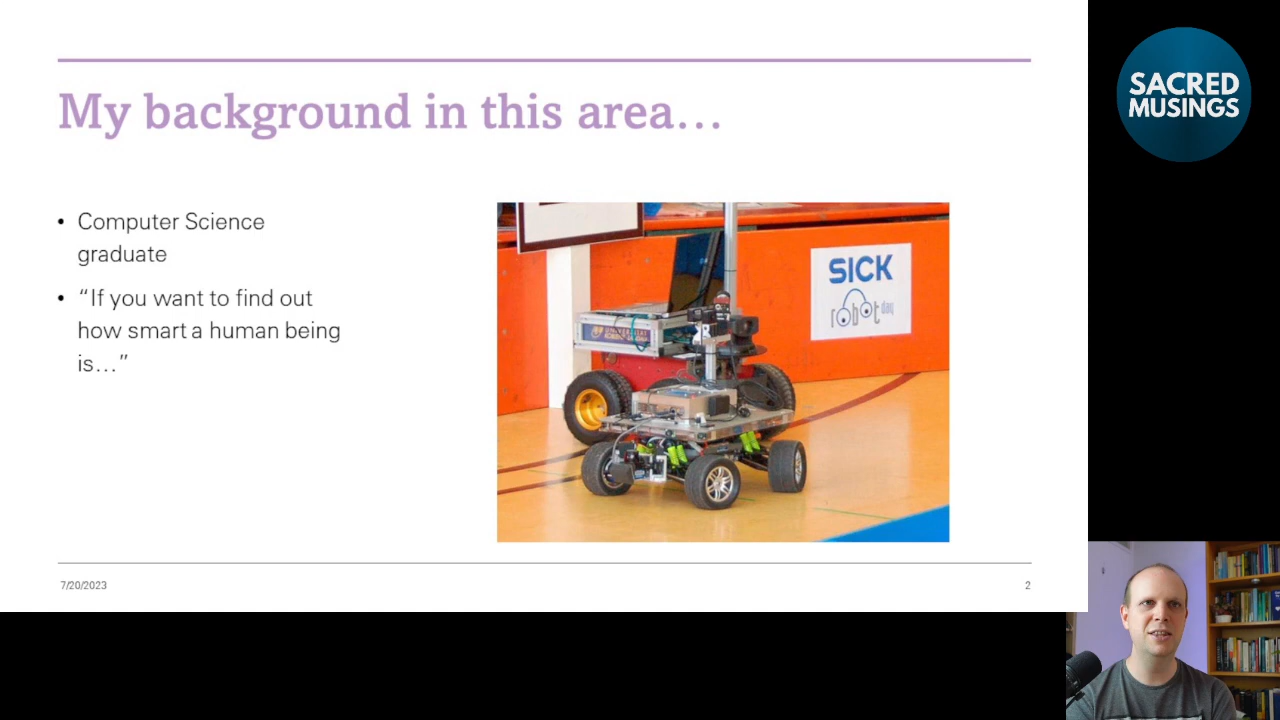 My background in this area…
• Computer Science
graduate
• “If you want to find out
how smart a human being
is…”
SICK
robot day
7/20/2023
2
SACRED
MUSINGS